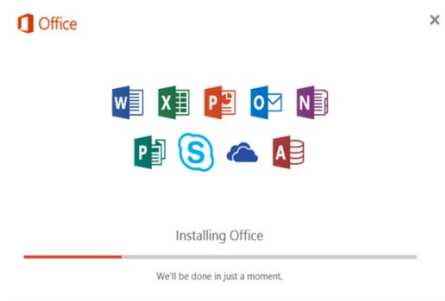 Office
W X P O N
P S A
Installing Office
We'll be done in just a moment.